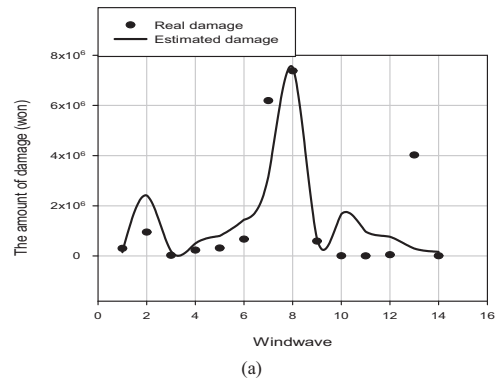 Real damage
Estimated damage
8x10⁶
6x10⁶
4x10⁶
2x10⁶
0
The amount of damage (won)
0 2 4 6 8 10 12 14 16
Windwave
(a)